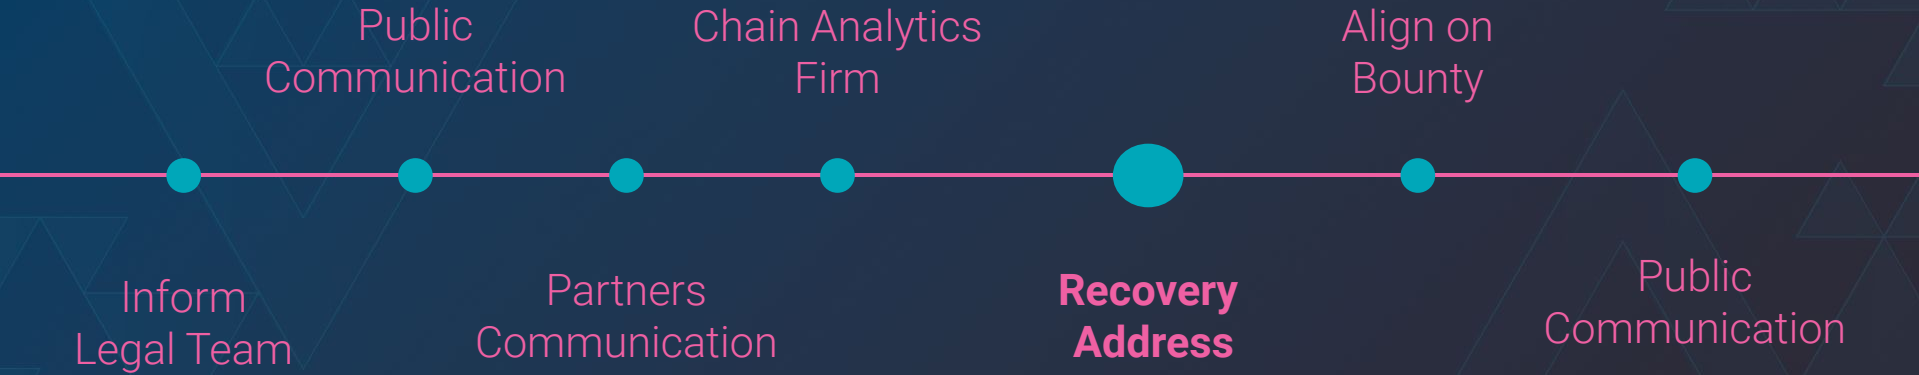 Public
Communication
Chain Analytics
Firm
Align on
Bounty
Inform
Legal Team
Partners
Communication
Recovery
Address
Public
Communication